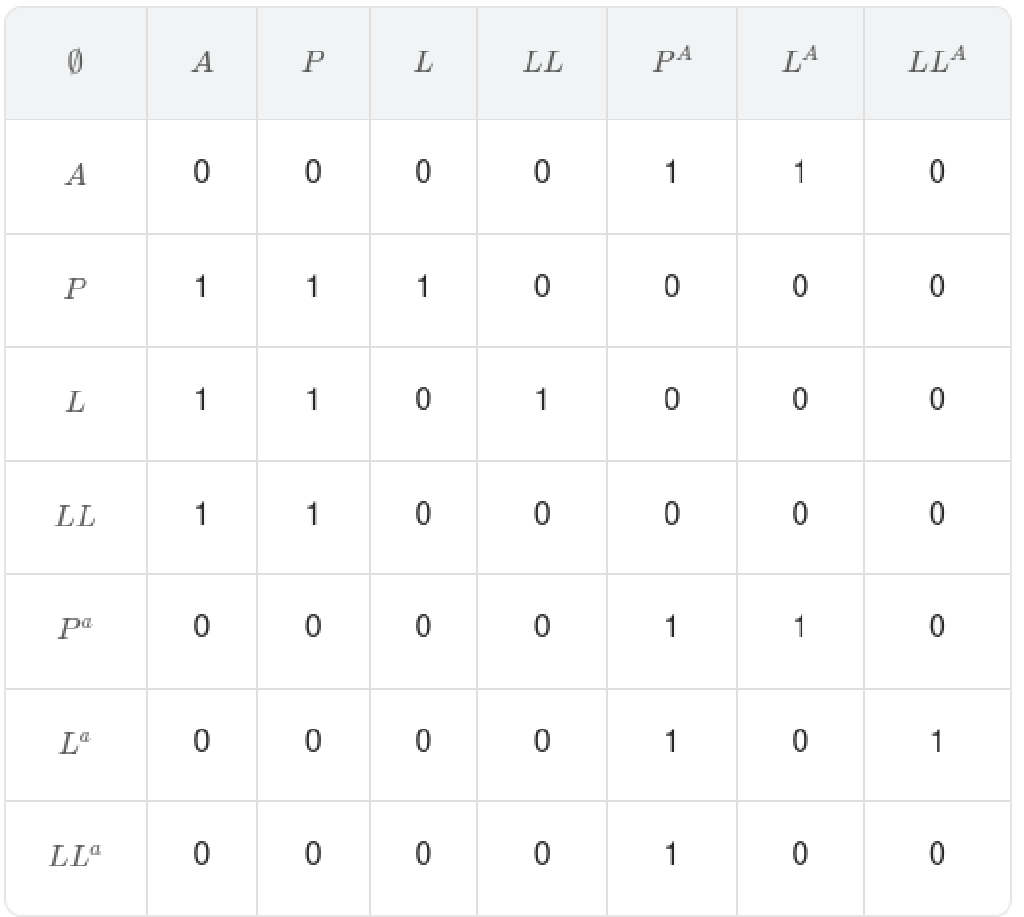 ∅ A P L LL P^A L^A LL^A
A 0 0 0 0 1 1 0
P 1 1 1 0 0 0 0
L 1 1 0 1 0 0 0
LL 1 1 0 0 0 0 0
P^a 0 0 0 0 1 1 0
L^a 0 0 0 0 1 0 1
LL^a 0 0 0 0 1 0 0